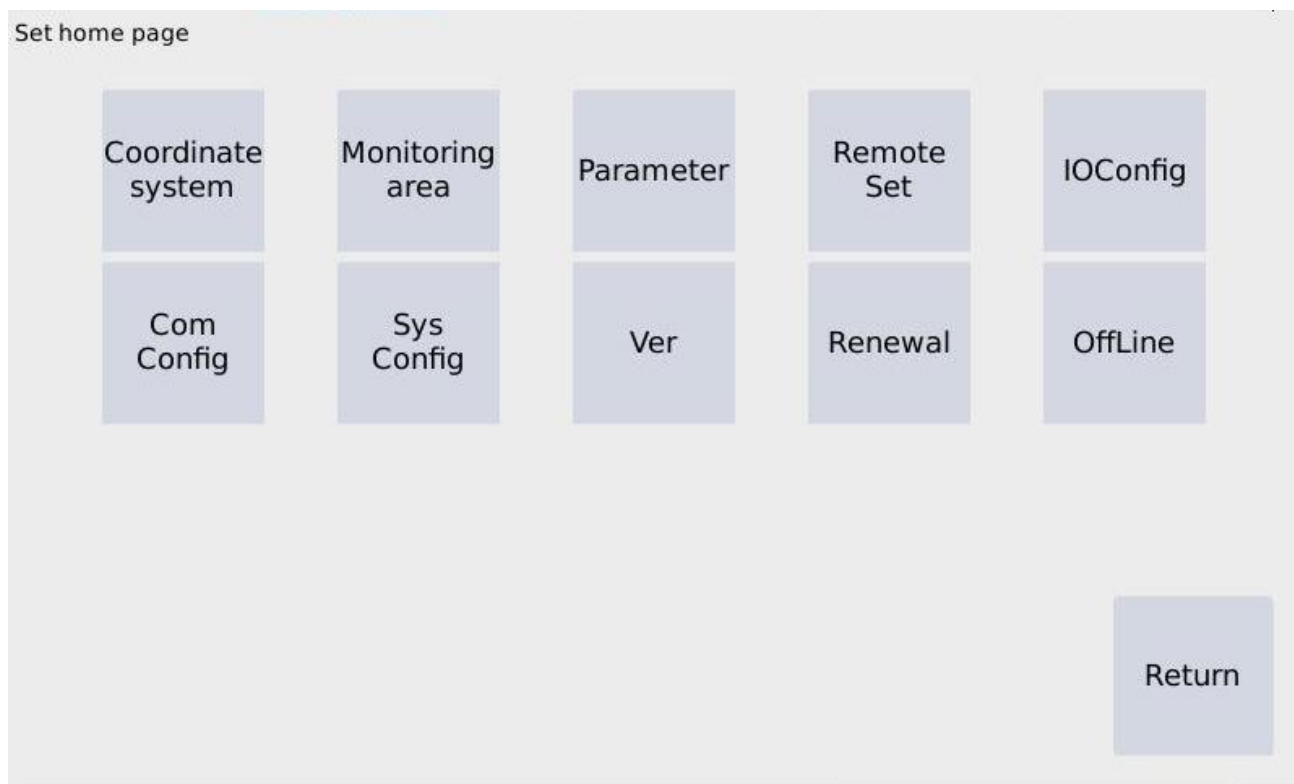 Set home page
Coordinate
system
Monitoring
area
Parameter
Remote
Set
IOConfig
Com
Config
Sys
Config
Ver
Renewal
OffLine
Return